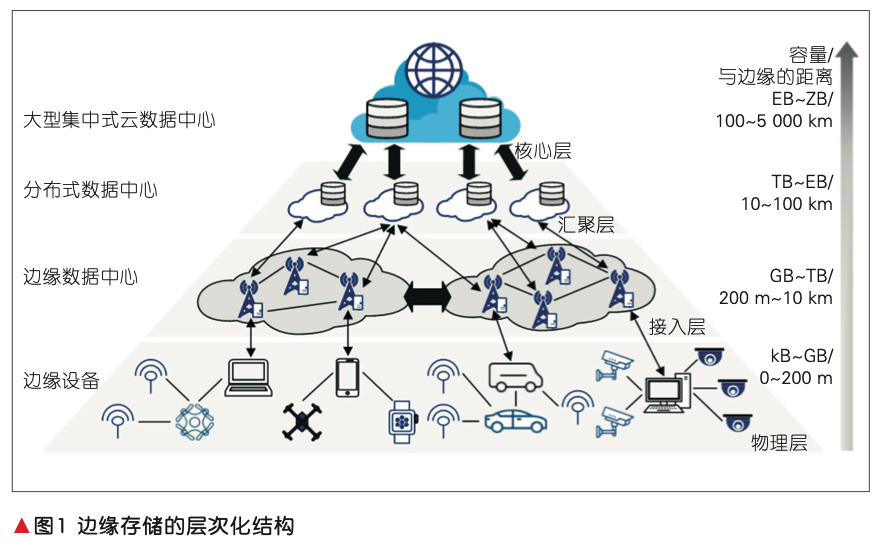 容量/
与边缘的距离
大型集中式云数据中心
EB~ZB/
100~5 000 km
核心层
分布式数据中心
TB~EB/
10~100 km
汇聚层
边缘数据中心
GB~TB/
200 m~10 km
接入层
边缘设备
kB~GB/
0~200 m
物理层
▲图1 边缘存储的层次化结构